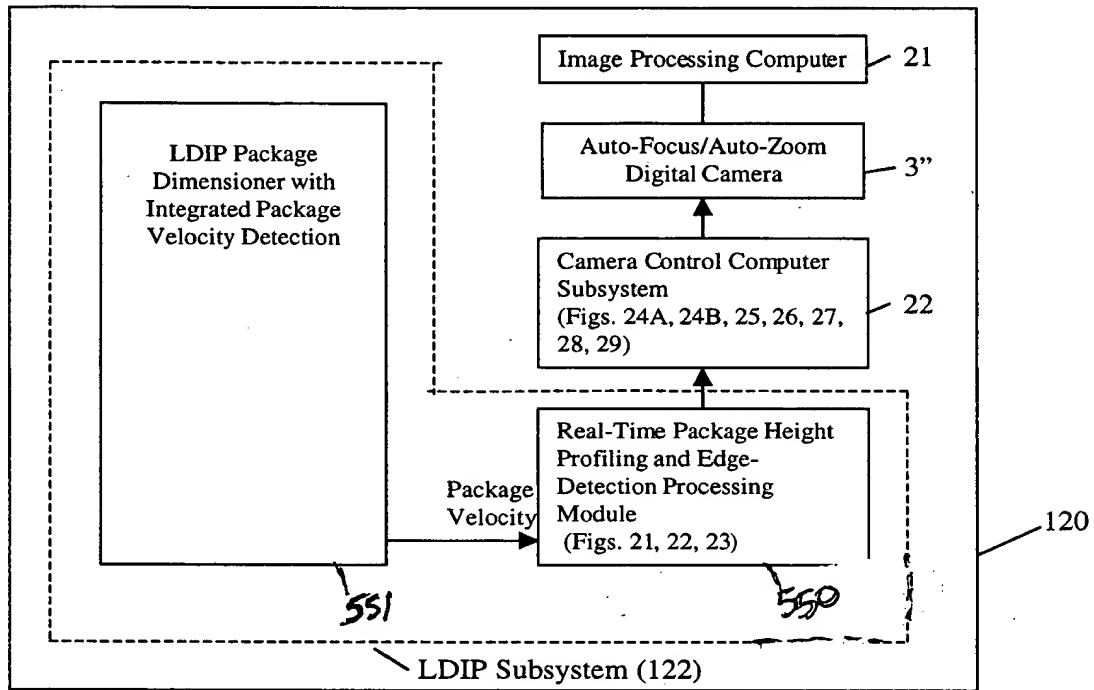 Image Processing Computer
21
LDIP Package
Dimensioner with
Integrated Package
Velocity Detection
Auto-Focus/Auto-Zoom
Digital Camera
3”
Camera Control Computer
Subsystem
(Figs. 24A, 24B, 25, 26, 27,
28, 29)
22
Real-Time Package Height
Profiling and Edge-
Detection Processing
Module
(Figs. 21, 22, 23)
Package
Velocity
120
551
550
LDIP Subsystem (122)